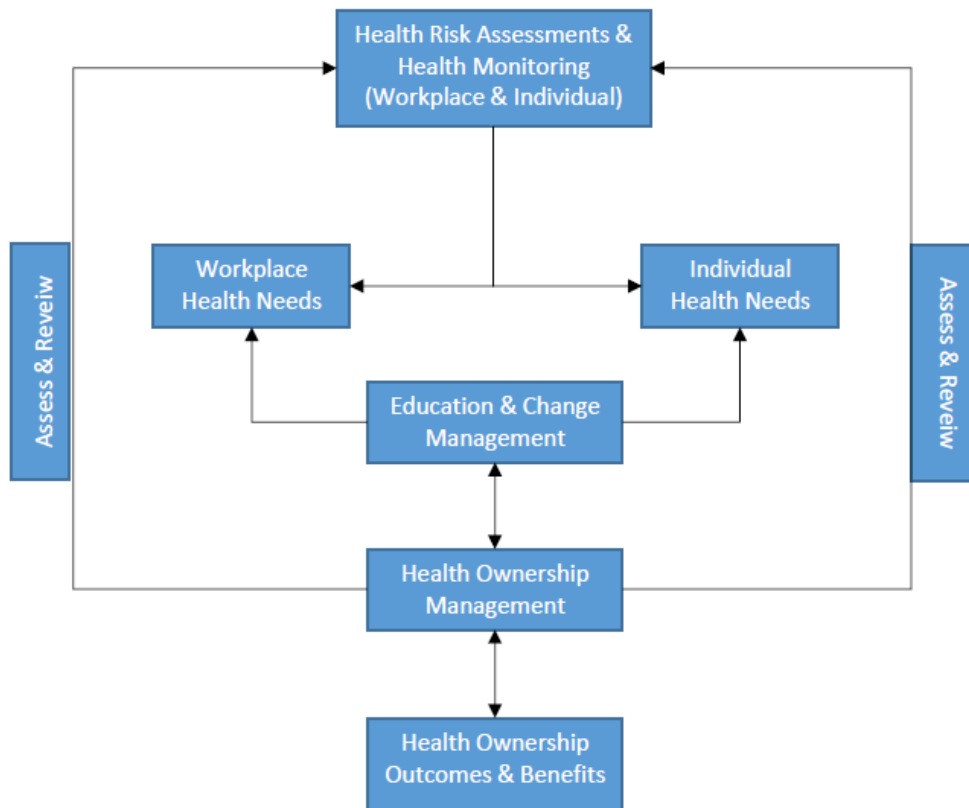 Health Risk Assessments &
Health Monitoring
(Workplace & Individual)
Workplace
Health Needs
Individual
Health Needs
Assess & Reveiw
Assess & Reveiw
Education & Change
Management
Health Ownership
Management
Health Ownership
Outcomes & Benefits